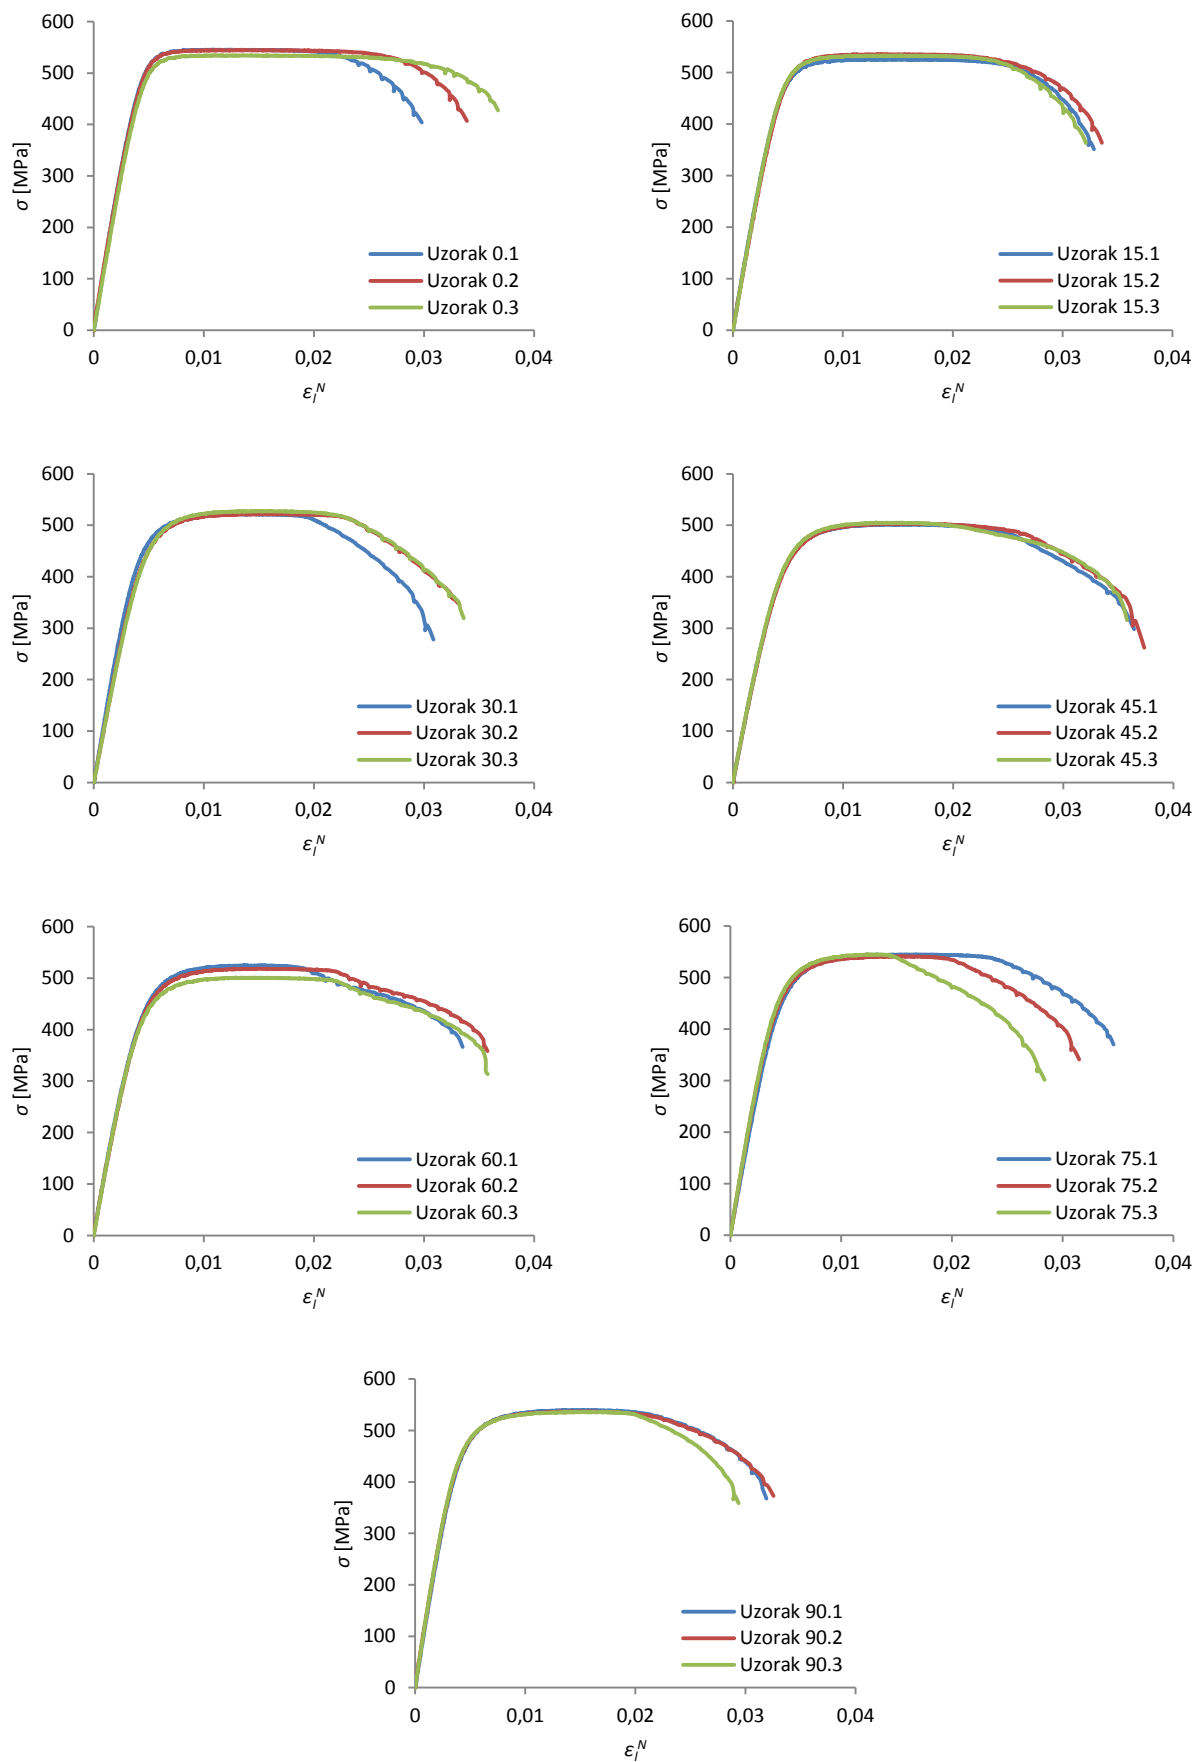 600
500
400
300
200
100
0
σ [MPa]
Uzorak 0.1
Uzorak 0.2
Uzorak 0.3
0 0,01 0,02 0,03 0,04
εₗᴺ
600
500
400
300
200
100
0
σ [MPa]
Uzorak 15.1
Uzorak 15.2
Uzorak 15.3
0 0,01 0,02 0,03 0,04
εₗᴺ
600
500
400
300
200
100
0
σ [MPa]
Uzorak 30.1
Uzorak 30.2
Uzorak 30.3
0 0,01 0,02 0,03 0,04
εₗᴺ
600
500
400
300
200
100
0
σ [MPa]
Uzorak 45.1
Uzorak 45.2
Uzorak 45.3
0 0,01 0,02 0,03 0,04
εₗᴺ
600
500
400
300
200
100
0
σ [MPa]
Uzorak 60.1
Uzorak 60.2
Uzorak 60.3
0 0,01 0,02 0,03 0,04
εₗᴺ
600
500
400
300
200
100
0
σ [MPa]
Uzorak 75.1
Uzorak 75.2
Uzorak 75.3
0 0,01 0,02 0,03 0,04
εₗᴺ
600
500
400
300
200
100
0
σ [MPa]
Uzorak 90.1
Uzorak 90.2
Uzorak 90.3
0 0,01 0,02 0,03 0,04
εₗᴺ